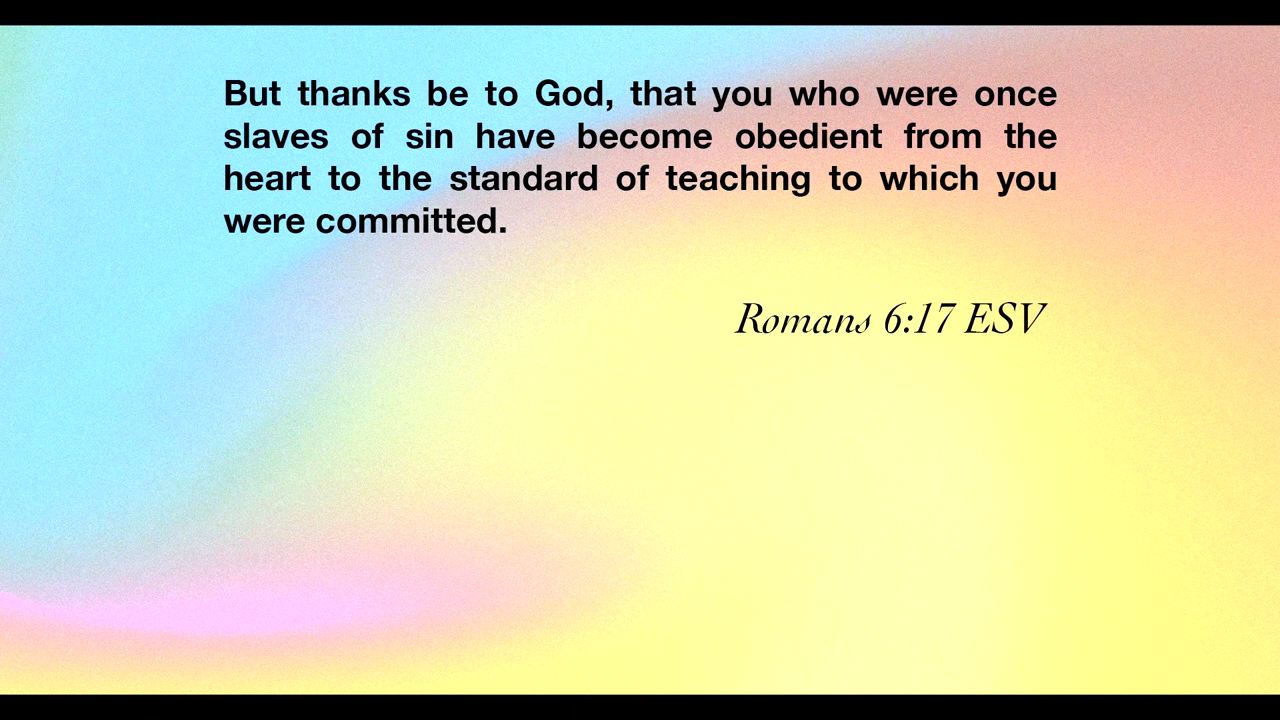 But thanks be to God, that you who were once
slaves of sin have become obedient from the
heart to the standard of teaching to which you
were committed.
Romans 6:17 ESV